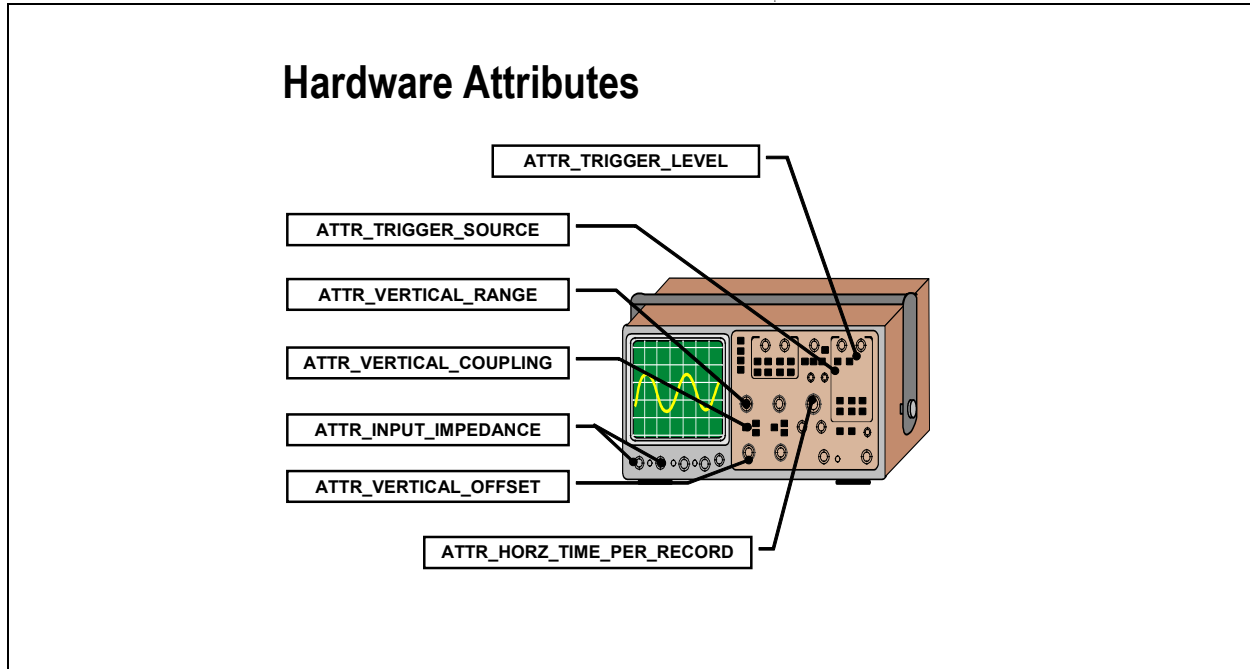 Hardware Attributes
ATTR_TRIGGER_LEVEL
ATTR_TRIGGER_SOURCE
ATTR_VERTICAL_RANGE
ATTR_VERTICAL_COUPLING
ATTR_INPUT_IMPEDANCE
ATTR_VERTICAL_OFFSET
ATTR_HORZ_TIME_PER_RECORD